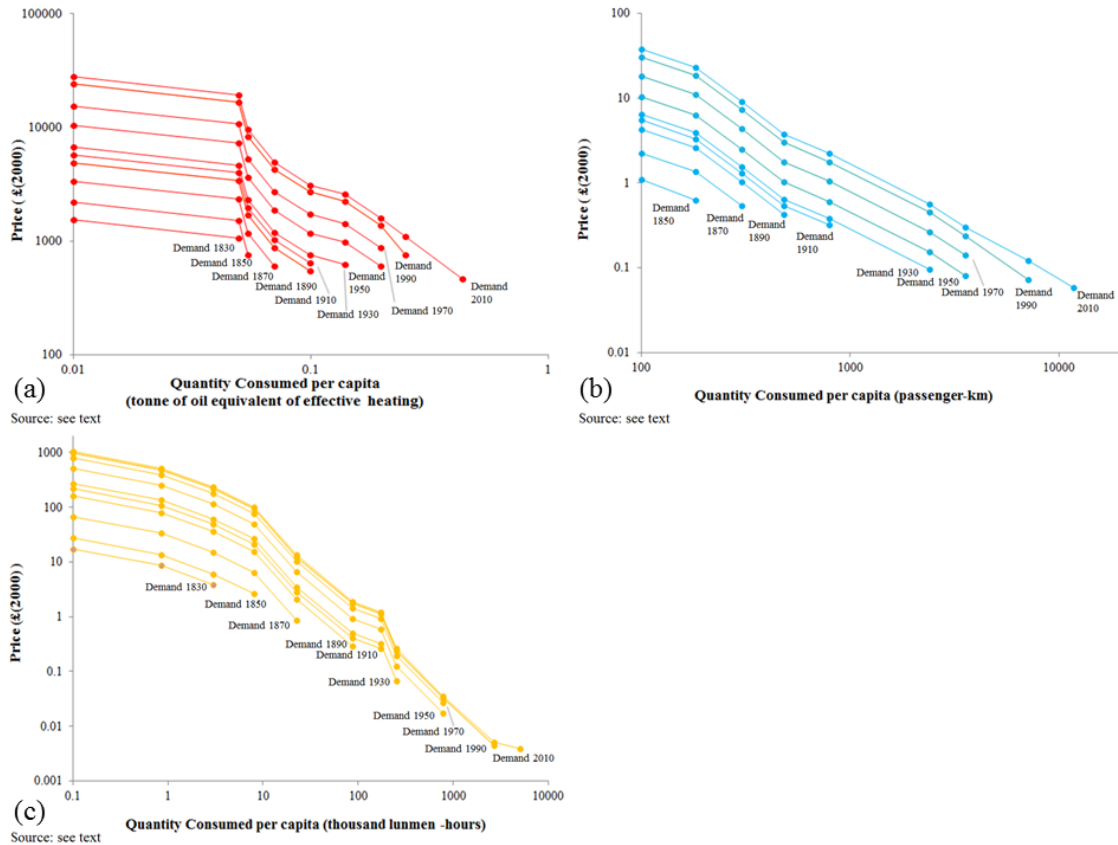 100000
10000
1000
100
Price ( £(2000))
0.01
0.1
1
Demand 1830
Demand 1850
Demand 1870
Demand 1890
Demand 1910
Demand 1930
Demand
1950
Demand
1990
Demand 1970
Demand
2010
Quantity Consumed per capita
(tonne of oil equivalent of effective heating)
(a)
Source: see text
100
10
1
0.1
0.01
Price ( £(2000))
100
1000
10000
Demand
1850
Demand
1870
Demand
1890
Demand
1910
Demand 1930
Demand 1950
Demand 1970
Demand
1990
Demand
2010
Quantity Consumed per capita (passenger-km)
(b)
Source: see text
1000
100
10
1
0.1
0.01
0.001
Price ( £(2000))
0.1
1
10
100
1000
10000
Demand 1830
Demand 1850
Demand 1870
Demand 1890
Demand 1910
Demand 1930
Demand 1950
Demand 1970
Demand 1990
Demand 2010
Quantity Consumed per capita (thousand lunmen -hours)
(c)
Source: see text